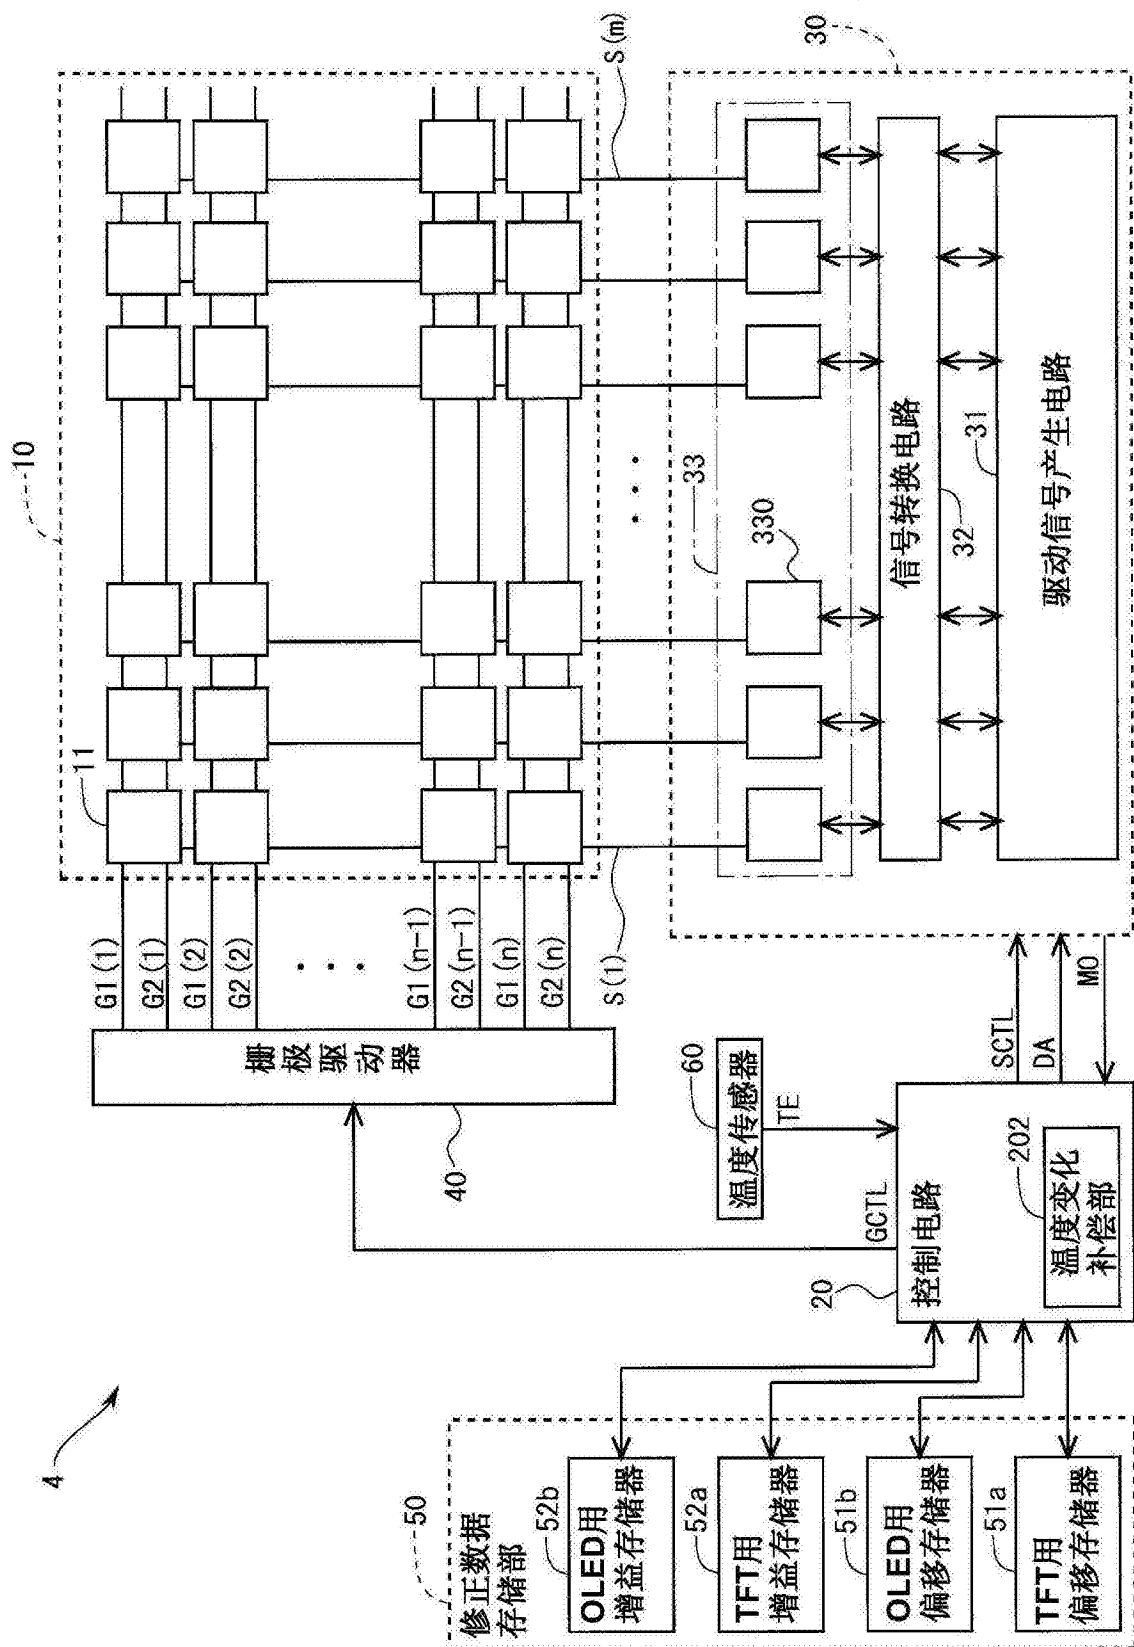 4
10
11
G1(1)
G2(1)
G1(2)
G2(2)
G1(n-1)
G2(n-1)
G1(n)
G2(n)
栅极驱动器
40
S(1)
S(m)
30
33
330
信号转换电路
32
31
驱动信号产生电路
60
温度传感器
TE
GCTL
SCTL
DA
MO
20
控制电路
202
温度变化
补偿部
50
修正数据
存储部
52b
OLED用
增益存储器
52a
TFT用
增益存储器
51b
OLED用
偏移存储器
51a
TFT用
偏移存储器